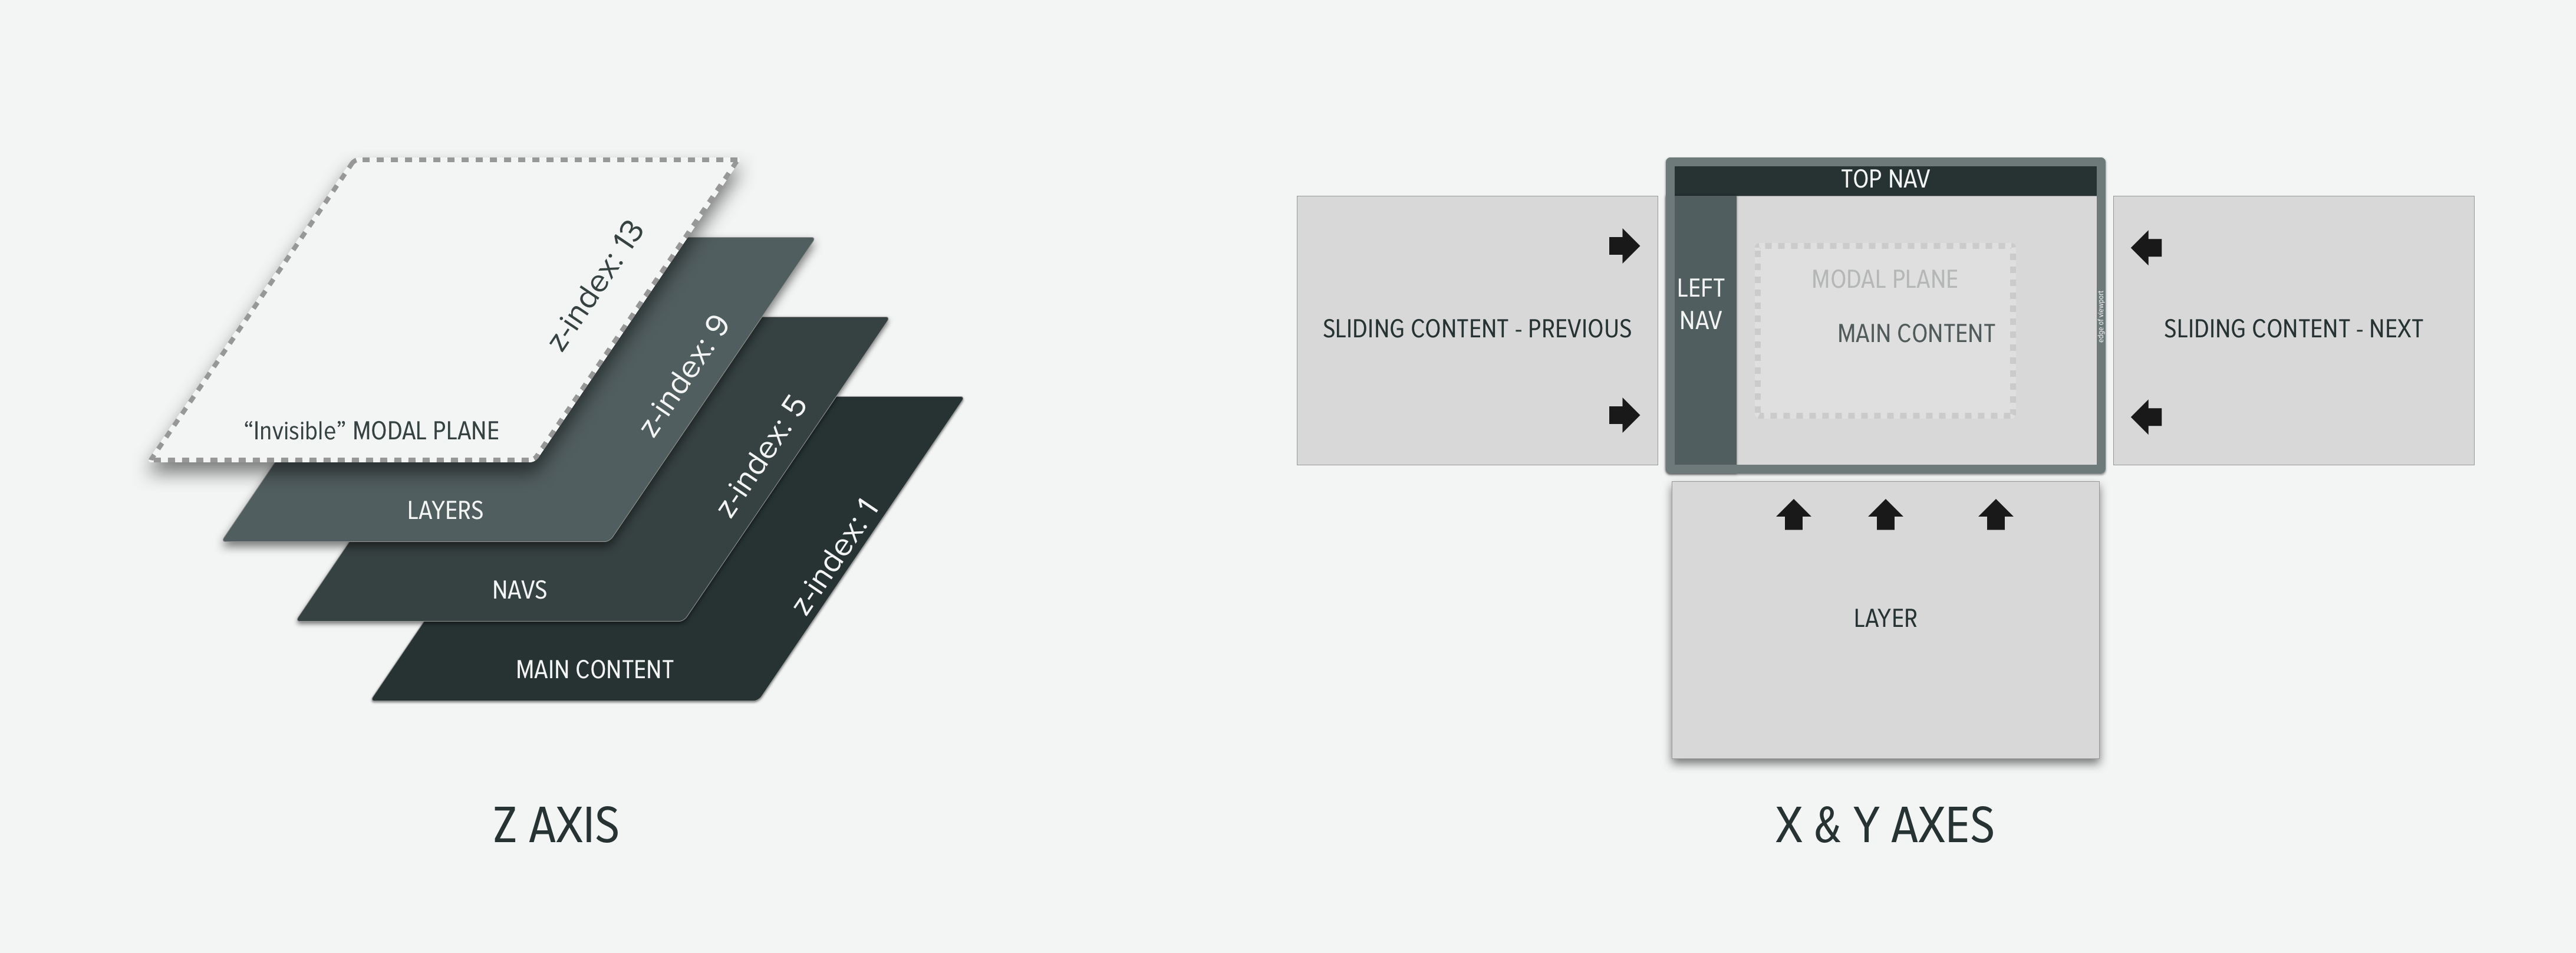 z-index: 13
“Invisible” MODAL PLANE
z-index: 9
LAYERS
z-index: 5
NAVS
z-index: 1
MAIN CONTENT
Z AXIS
TOP NAV
SLIDING CONTENT - PREVIOUS
LEFT
NAV
MODAL PLANE
MAIN CONTENT
edge of viewport
SLIDING CONTENT - NEXT
LAYER
X & Y AXES